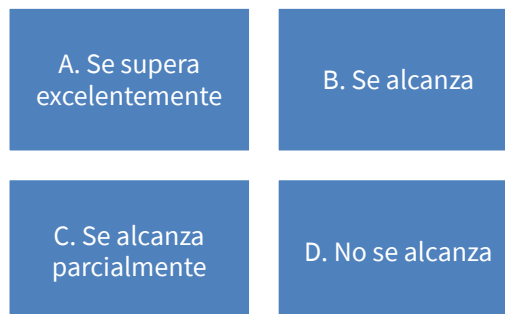 A. Se supera
excelentemente
B. Se alcanza
C. Se alcanza
parcialmente
D. No se alcanza